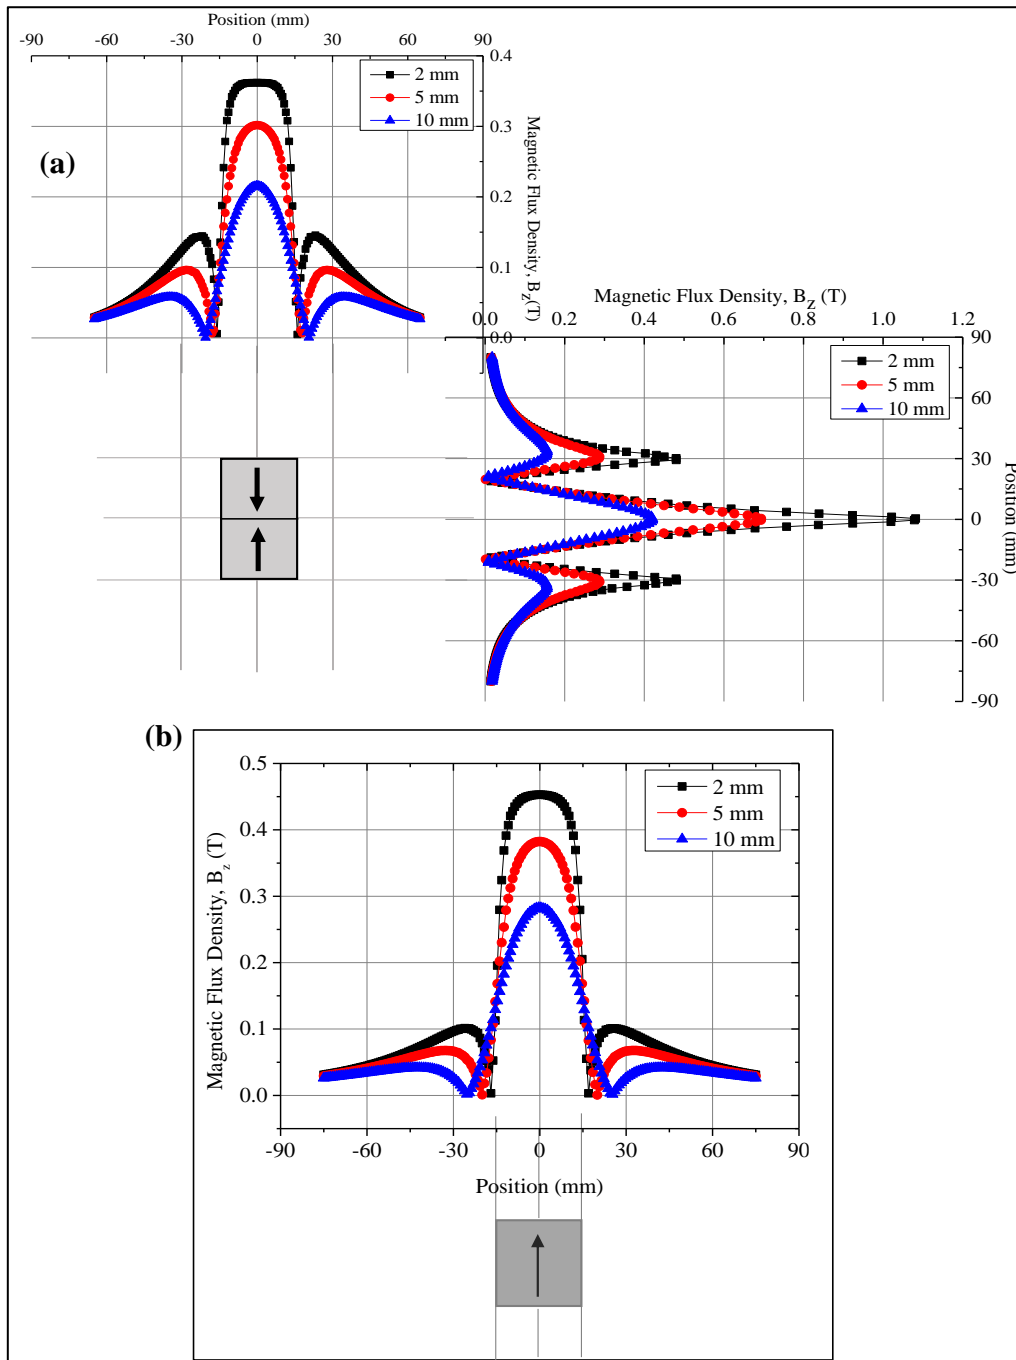 Position (mm)
-90 -60 -30 0 30 60 90
0.4
0.3
0.2
0.1
0.0
Magnetic Flux Density, BZ(T)
2 mm
5 mm
10 mm
(a)
Magnetic Flux Density, BZ (T)
0.0 0.2 0.4 0.6 0.8 1.0 1.2
90
60
30
0
-30
-60
-90
Position (mm)
2 mm
5 mm
10 mm
(b)
0.5
0.4
0.3
0.2
0.1
0.0
Magnetic Flux Density, Bz (T)
2 mm
5 mm
10 mm
-90 -60 -30 0 30 60 90
Position (mm)